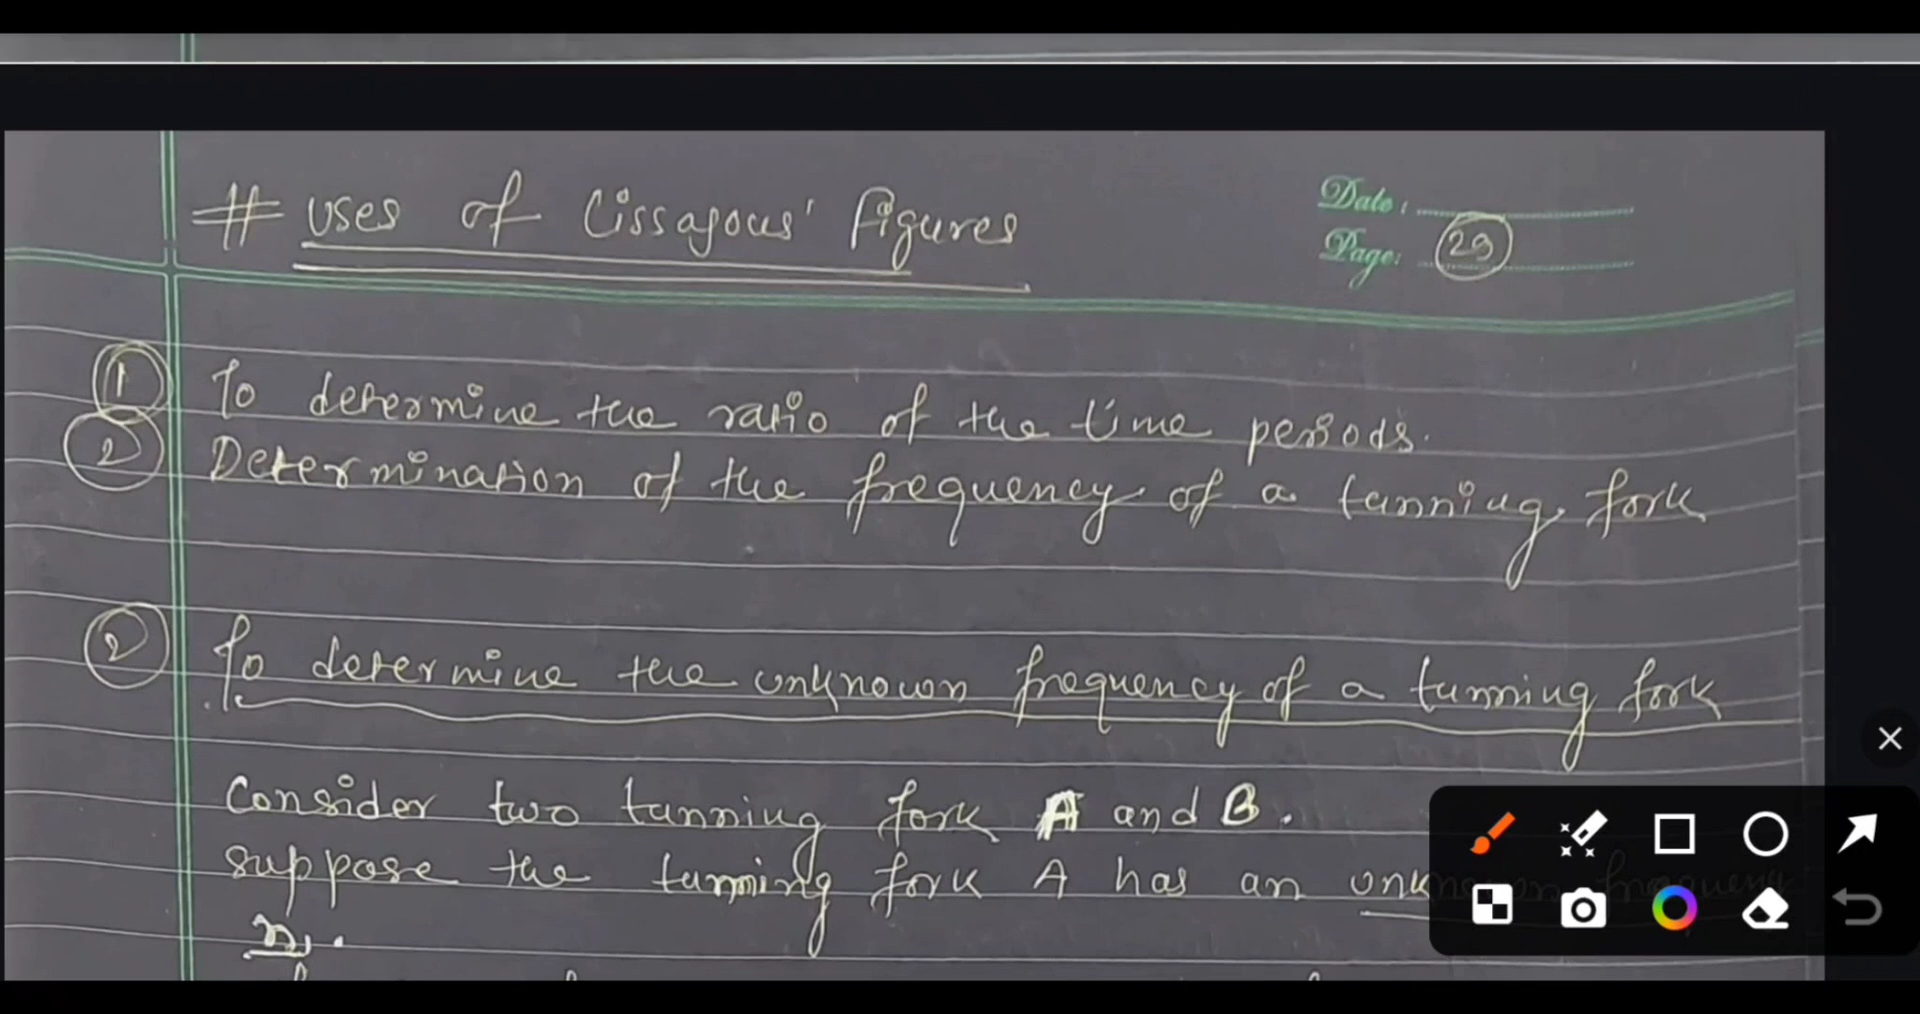 # Uses of Lissajous' figures
Date:
Page: 29
1 To determine the ratio of the time periods.
2 Determination of the frequency of a tunning fork
2 To determine the unknown frequency of a tunning fork
Consider two tunning fork A and B.
suppose the tunning fork A has an unknown frequency
n₁.